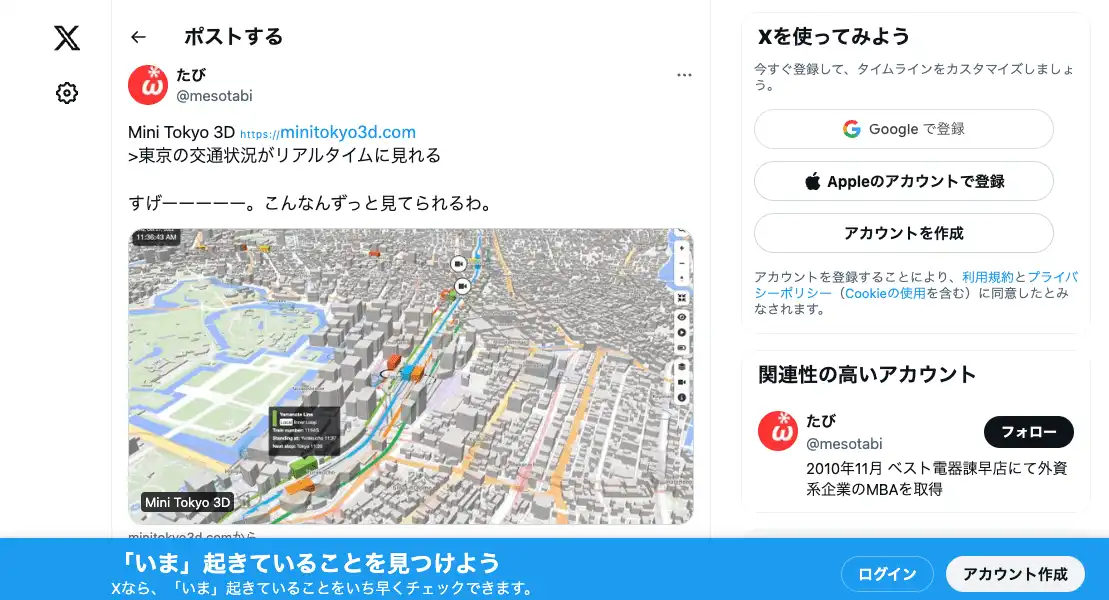 ポストする
たび
@mesotabi
Mini Tokyo 3D https://minitokyo3d.com
>東京の交通状況がリアルタイムに見れる
すげーーーーー。こんなんずっと見てられるわ。
11:36:43 AM
Yamanote Line
Local Inner Loop
Next stop: Tokyo 11:39
Mini Tokyo 3D
minitokyo3d.comから
Xを使ってみよう
今すぐ登録して、タイムラインをカスタマイズしましょ
う。
Google で登録
Appleのアカウントで登録
アカウントを作成
アカウントを登録することにより、利用規約とプライバ
シーポリシー（Cookieの使用を含む）に同意したとみ
なされます。
関連性の高いアカウント
たび
@mesotabi
フォロー
2010年11月 ベスト電器諫早店にて外資
系企業のMBAを取得
「いま」起きていることを見つけよう
Xなら、「いま」起きていることをいち早くチェックできます。
ログイン
アカウント作成